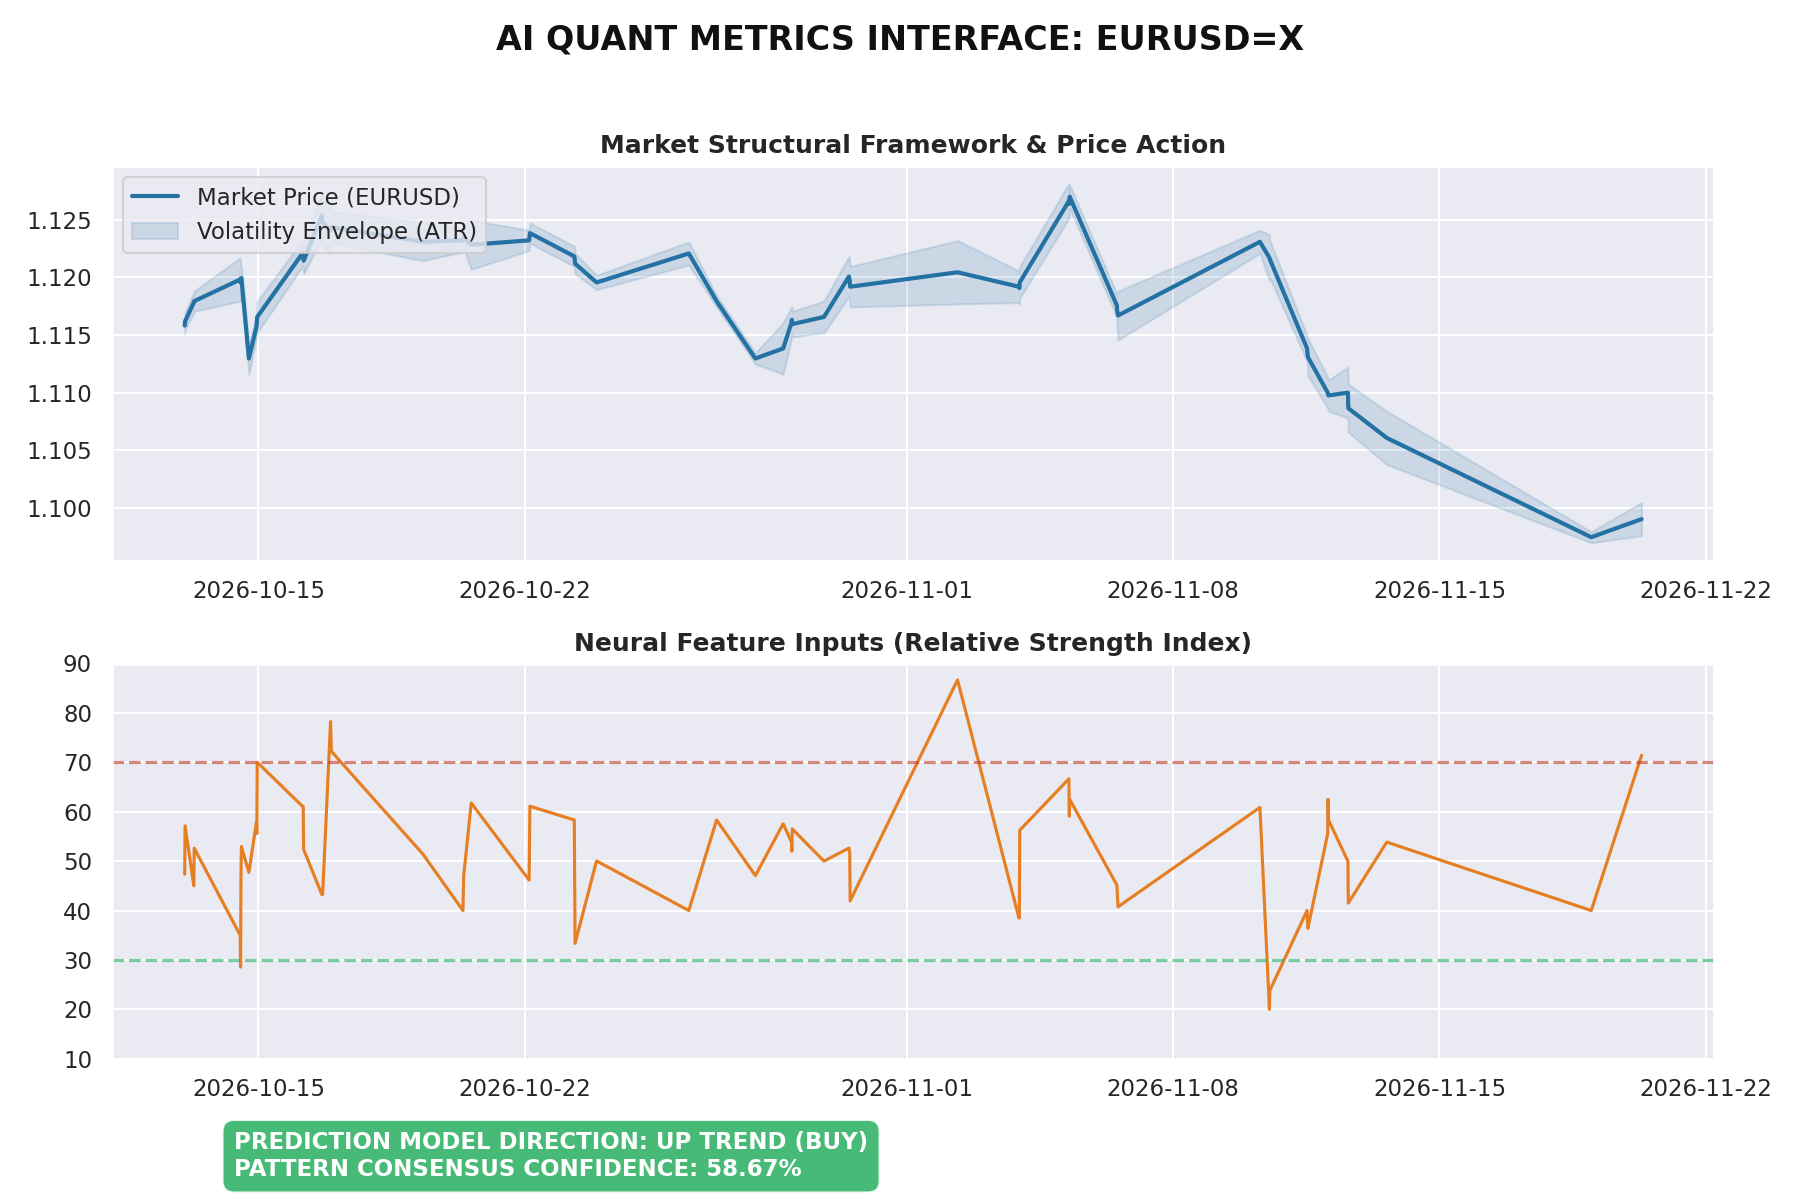 AI QUANT METRICS INTERFACE: EURUSD=X
Market Structural Framework & Price Action
Market Price (EURUSD)
Volatility Envelope (ATR)
1.125
1.120
1.115
1.110
1.105
1.100
2026-10-15 2026-10-22 2026-11-01 2026-11-08 2026-11-15 2026-11-22
Neural Feature Inputs (Relative Strength Index)
90
80
70
60
50
40
30
20
10
2026-10-15 2026-10-22 2026-11-01 2026-11-08 2026-11-15 2026-11-22
PREDICTION MODEL DIRECTION: UP TREND (BUY)
PATTERN CONSENSUS CONFIDENCE: 58.67%